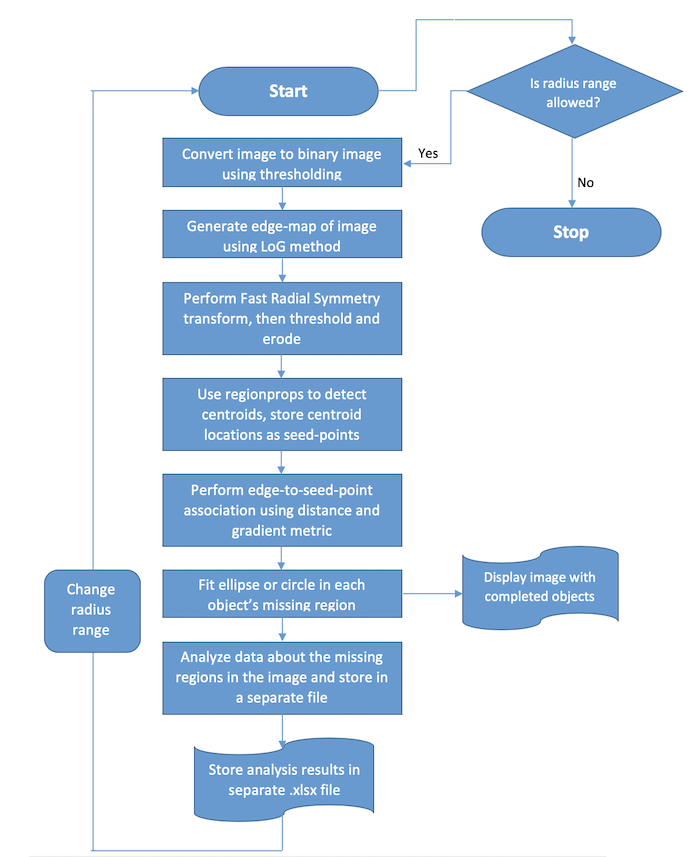 Start
Is radius range
allowed?
Yes
No
Stop
Convert image to binary image
using thresholding
Generate edge-map of image
using LoG method
Perform Fast Radial Symmetry
transform, then threshold and
erode
Use regionprops to detect
centroids, store centroid
locations as seed-points
Perform edge-to-seed-point
association using distance and
gradient metric
Fit ellipse or circle in each
object's missing region
Display image with
completed objects
Change
radius
range
Analyze data about the missing
regions in the image and store in
a separate file
Store analysis results in
separate .xlsx file